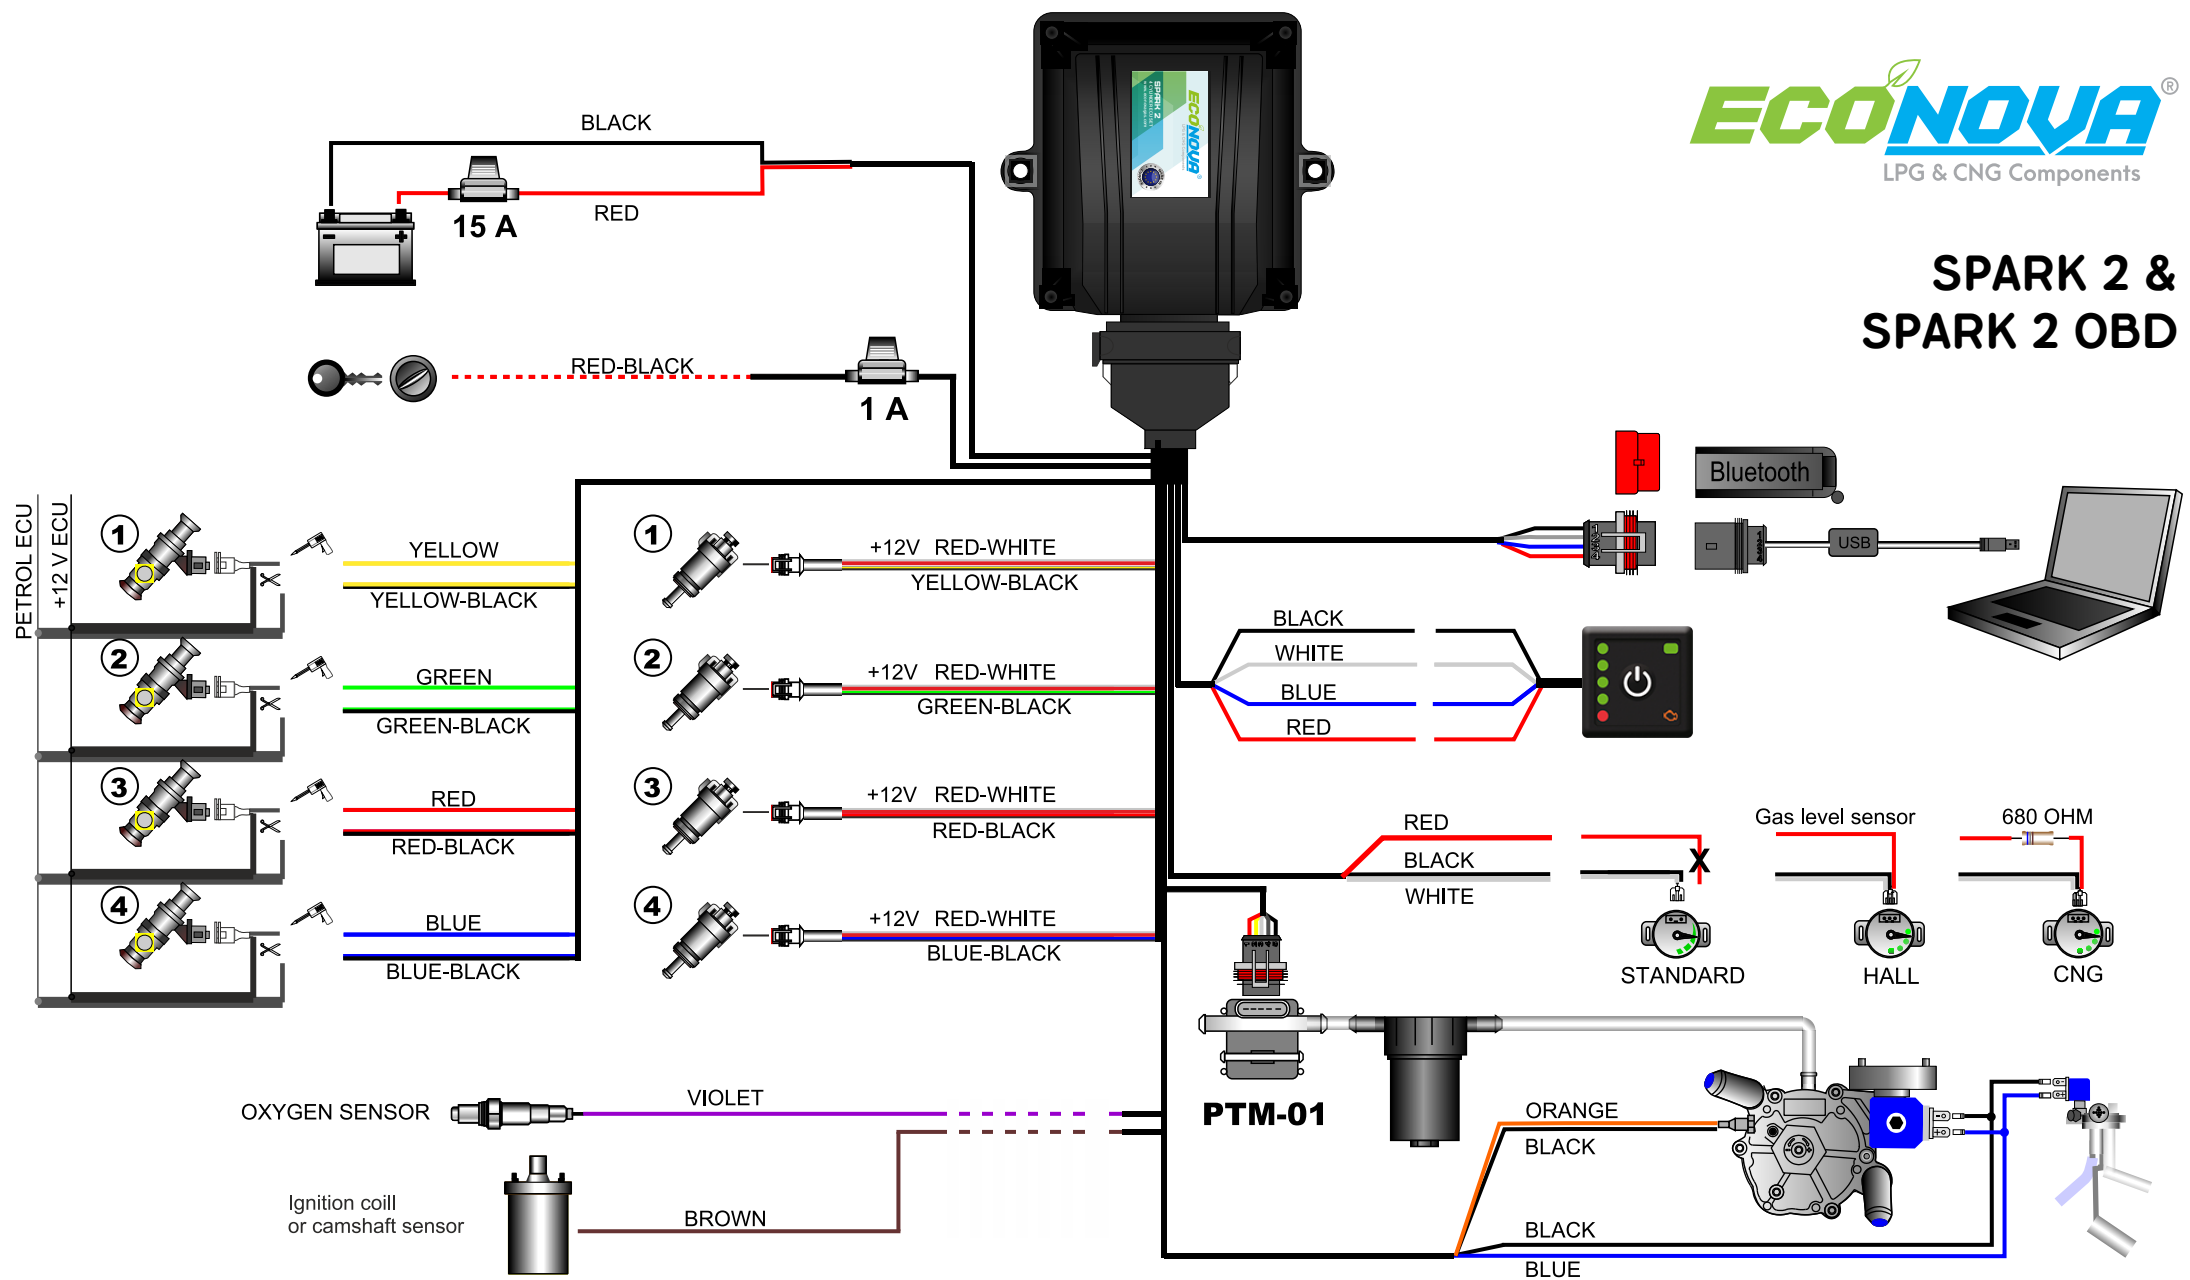 BLACK
RED
15 A
RED-BLACK
1 A
SPARK 2
ECONOVA
ECONOVA®
LPG & CNG Components
SPARK 2 &
SPARK 2 OBD
PETROL ECU
+12 V ECU
1
YELLOW
YELLOW-BLACK
2
GREEN
GREEN-BLACK
3
RED
RED-BLACK
4
BLUE
BLUE-BLACK
1
+12V RED-WHITE
YELLOW-BLACK
2
+12V RED-WHITE
GREEN-BLACK
3
+12V RED-WHITE
RED-BLACK
4
+12V RED-WHITE
BLUE-BLACK
Bluetooth
USB
BLACK
WHITE
BLUE
RED
RED
BLACK
WHITE
X
STANDARD
Gas level sensor
HALL
680 OHM
CNG
PTM-01
OXYGEN SENSOR
VIOLET
Ignition coill
or camshaft sensor
BROWN
ORANGE
BLACK
BLACK
BLUE